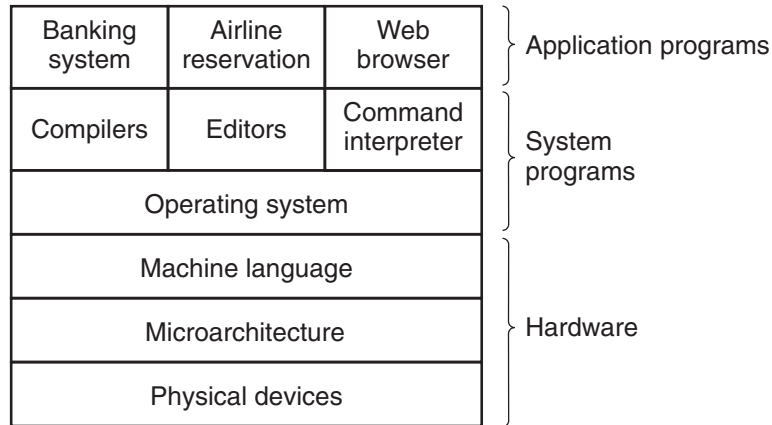 Banking
system
Airline
reservation
Web
browser
Application programs
Compilers
Editors
Command
interpreter
System
programs
Operating system
Machine language
Microarchitecture
Hardware
Physical devices